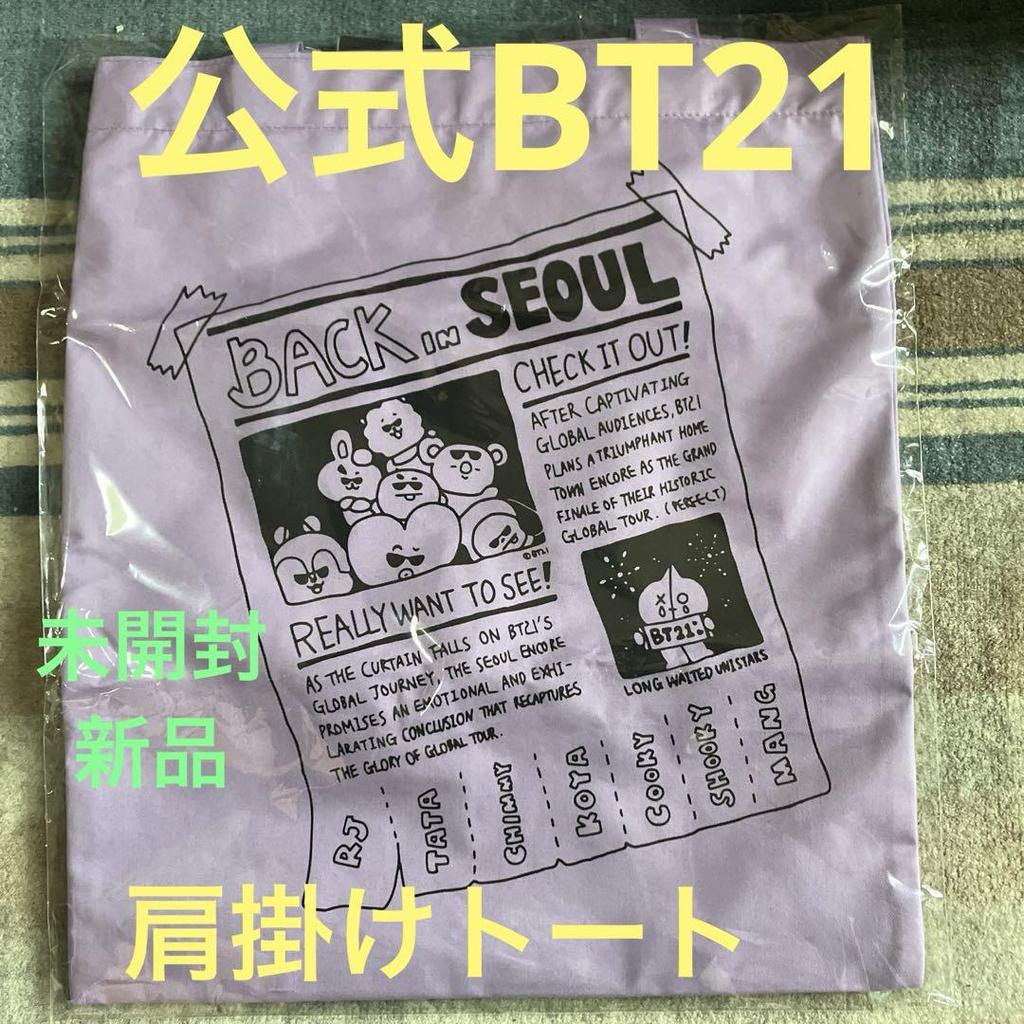 公式BT21
BACK IN SEOUL
CHECK IT OUT!
AFTER CAPTIVATING
GLOBAL AUDIENCES, BT21
PLANS A TRIUMPHANT HOME
TOWN ENCORE AS THE GRAND
FINALE OF THEIR HISTORIC
GLOBAL TOUR. (PERFECT)
©BT21
REALLY WANT TO SEE!
AS THE CURTAIN FALLS ON BT21'S
GLOBAL JOURNEY, THE SEOUL ENCORE
PROMISES AN EMOTIONAL AND EXHI-
LARATING CONCLUSION THAT RECAPTURES
THE GLORY OF GLOBAL TOUR.
BT21:
LONG WAITED UNISTARS
RJ
TATA
CHIMMY
KOYA
COOKY
SHOOKY
MANG
未開封
新品
肩掛けトート